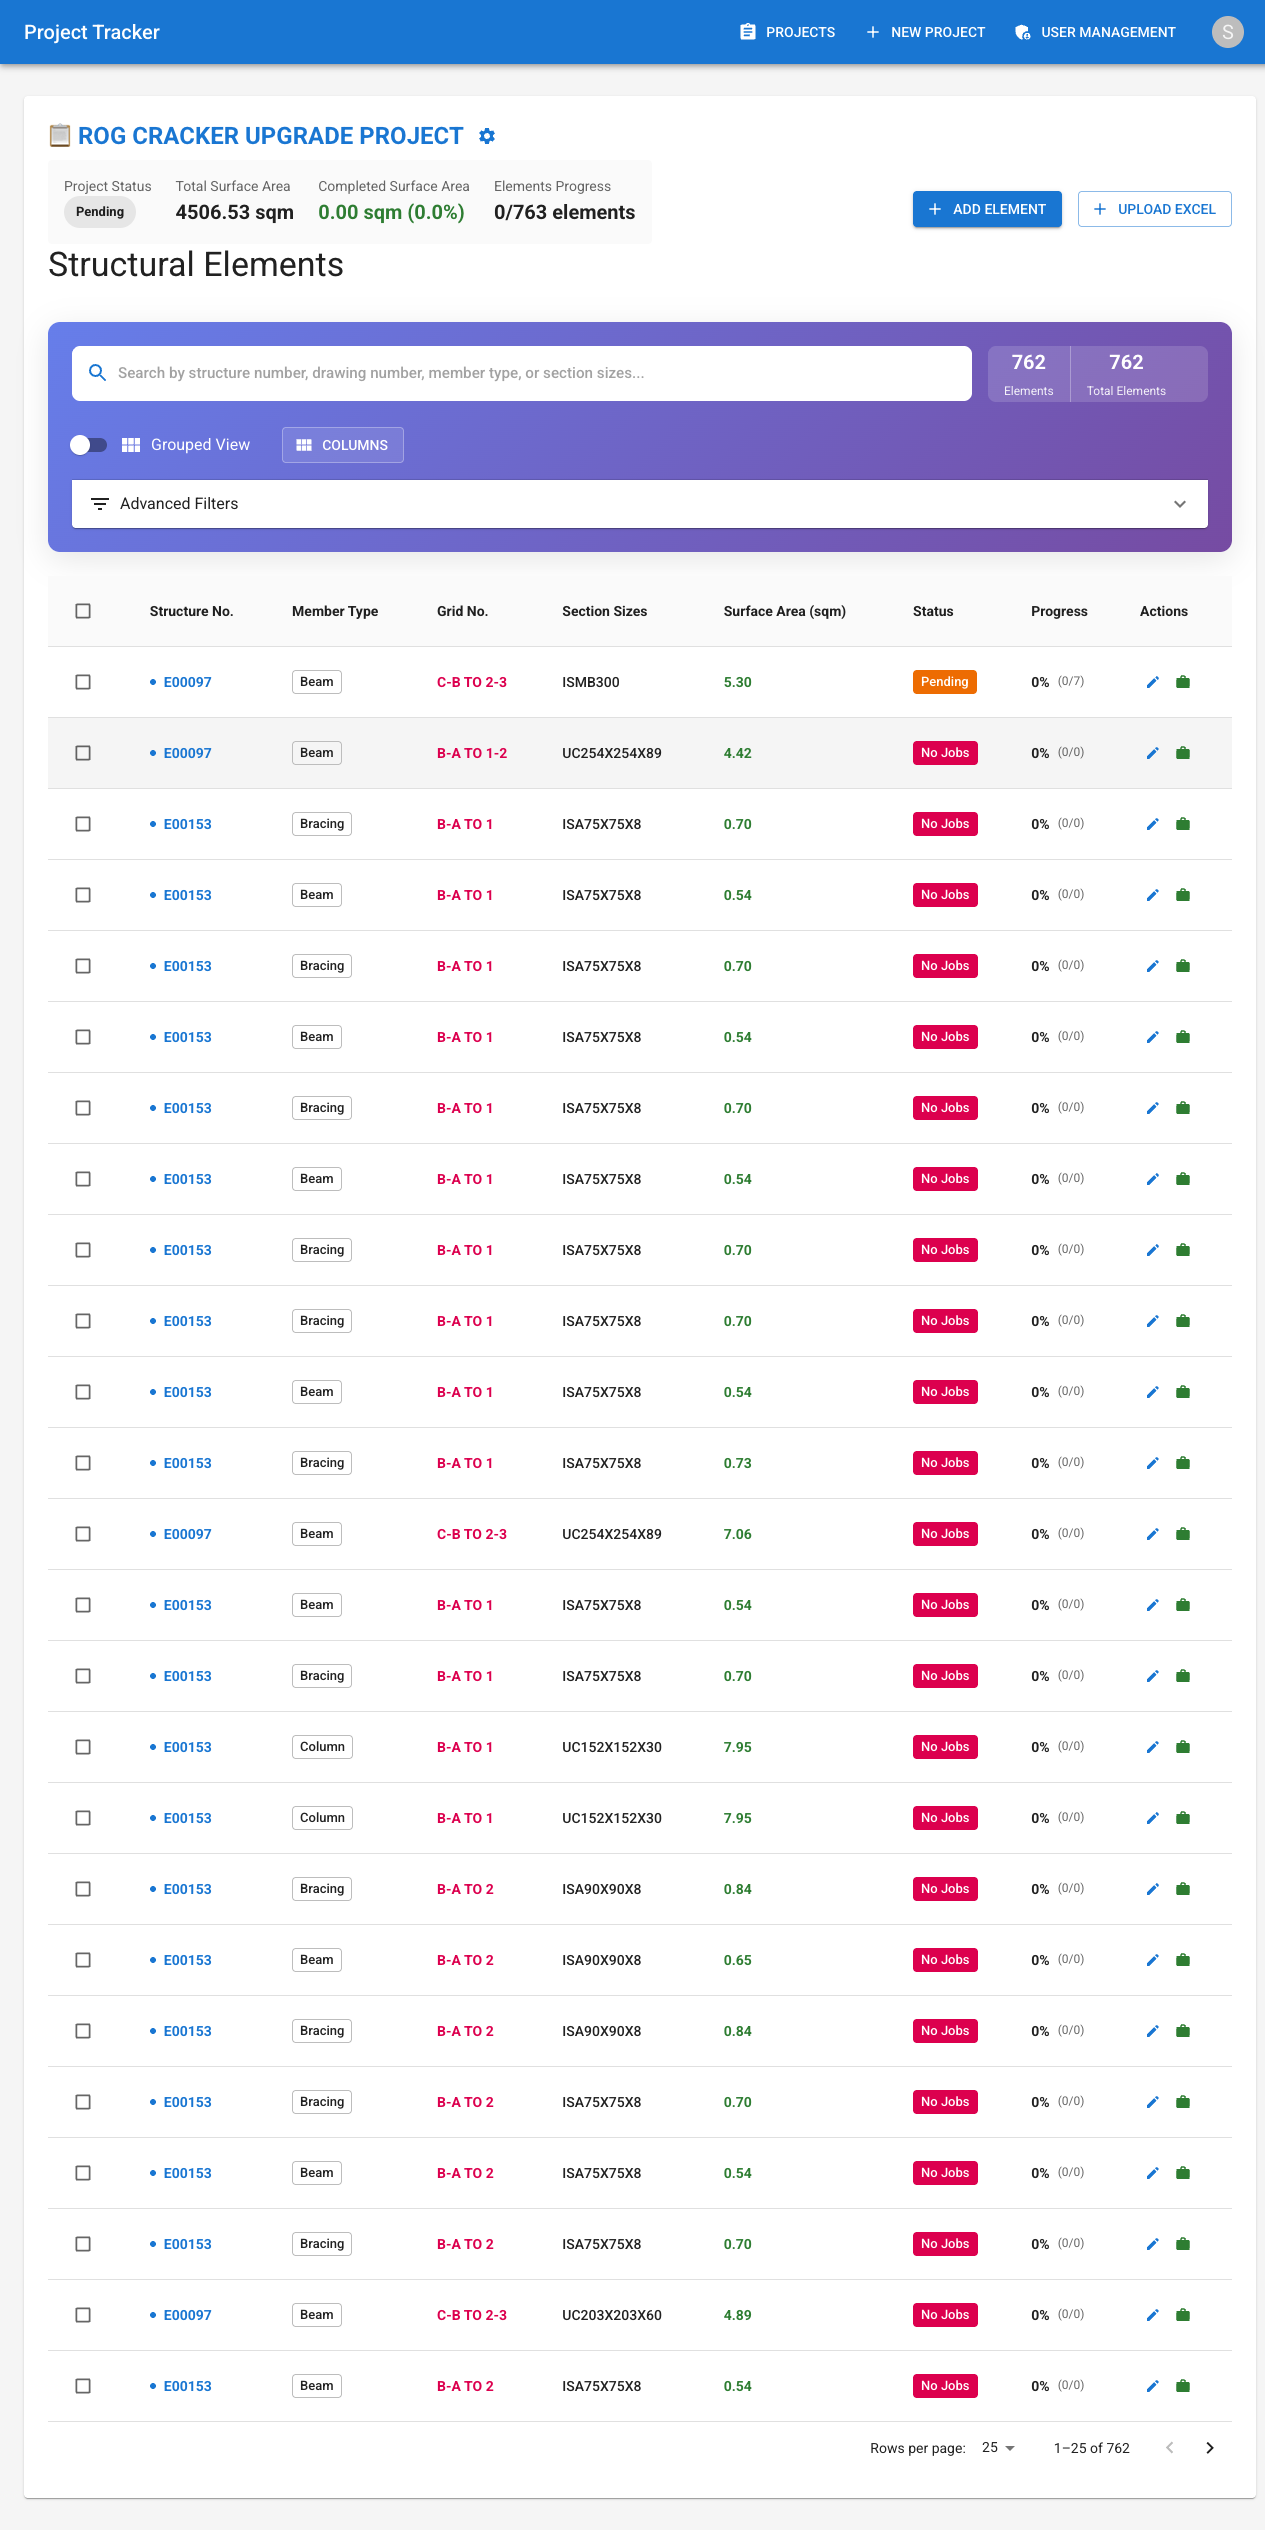 Project Tracker PROJECTS NEW PROJECT USER MANAGEMENT S
ROG CRACKER UPGRADE PROJECT
Project Status Total Surface Area Completed Surface Area Elements Progress
Pending 4506.53 sqm 0.00 sqm (0.0%) 0/763 elements
ADD ELEMENT UPLOAD EXCEL
Structural Elements
Search by structure number, drawing number, member type, or section sizes...
762 762
Elements Total Elements
Grouped View COLUMNS
Advanced Filters
Structure No. Member Type Grid No. Section Sizes Surface Area (sqm) Status Progress Actions
E00097 Beam C-B TO 2-3 ISMB300 5.30 Pending 0% (0/7)
E00097 Beam B-A TO 1-2 UC254X254X89 4.42 No Jobs 0% (0/0)
E00153 Bracing B-A TO 1 ISA75X75X8 0.70 No Jobs 0% (0/0)
E00153 Beam B-A TO 1 ISA75X75X8 0.54 No Jobs 0% (0/0)
E00153 Bracing B-A TO 1 ISA75X75X8 0.70 No Jobs 0% (0/0)
E00153 Beam B-A TO 1 ISA75X75X8 0.54 No Jobs 0% (0/0)
E00153 Bracing B-A TO 1 ISA75X75X8 0.70 No Jobs 0% (0/0)
E00153 Beam B-A TO 1 ISA75X75X8 0.54 No Jobs 0% (0/0)
E00153 Bracing B-A TO 1 ISA75X75X8 0.70 No Jobs 0% (0/0)
E00153 Bracing B-A TO 1 ISA75X75X8 0.70 No Jobs 0% (0/0)
E00153 Beam B-A TO 1 ISA75X75X8 0.54 No Jobs 0% (0/0)
E00153 Bracing B-A TO 1 ISA75X75X8 0.73 No Jobs 0% (0/0)
E00097 Beam C-B TO 2-3 UC254X254X89 7.06 No Jobs 0% (0/0)
E00153 Beam B-A TO 1 ISA75X75X8 0.54 No Jobs 0% (0/0)
E00153 Bracing B-A TO 1 ISA75X75X8 0.70 No Jobs 0% (0/0)
E00153 Column B-A TO 1 UC152X152X30 7.95 No Jobs 0% (0/0)
E00153 Column B-A TO 1 UC152X152X30 7.95 No Jobs 0% (0/0)
E00153 Bracing B-A TO 2 ISA90X90X8 0.84 No Jobs 0% (0/0)
E00153 Beam B-A TO 2 ISA90X90X8 0.65 No Jobs 0% (0/0)
E00153 Bracing B-A TO 2 ISA90X90X8 0.84 No Jobs 0% (0/0)
E00153 Bracing B-A TO 2 ISA75X75X8 0.70 No Jobs 0% (0/0)
E00153 Beam B-A TO 2 ISA75X75X8 0.54 No Jobs 0% (0/0)
E00153 Bracing B-A TO 2 ISA75X75X8 0.70 No Jobs 0% (0/0)
E00097 Beam C-B TO 2-3 UC203X203X60 4.89 No Jobs 0% (0/0)
E00153 Beam B-A TO 2 ISA75X75X8 0.54 No Jobs 0% (0/0)
Rows per page: 25 1–25 of 762